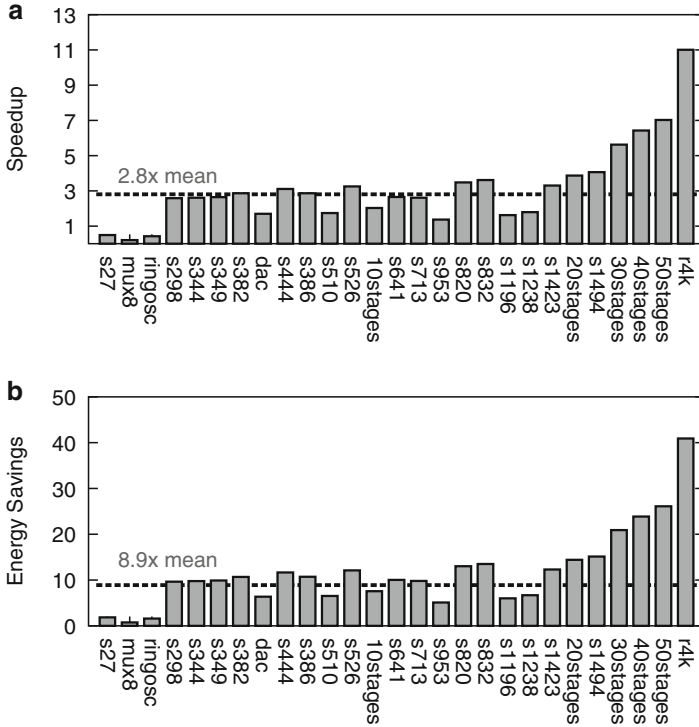 a
13
11
9
7
5
3
1
Speedup
2.8x mean
s27 mux8 ringosc s298 s344 s349 s382 dac s444 s386 s510 s526 10stages s641 s713 s953 s820 s832 s1196 s1238 s1423 20stages s1494 30stages 40stages 50stages r4k
b
50
40
30
20
10
0
Energy Savings
8.9x mean
s27 mux8 ringosc s298 s344 s349 s382 dac s444 s386 s510 s526 10stages s641 s713 s953 s820 s832 s1196 s1238 s1423 20stages s1494 30stages 40stages 50stages r4k